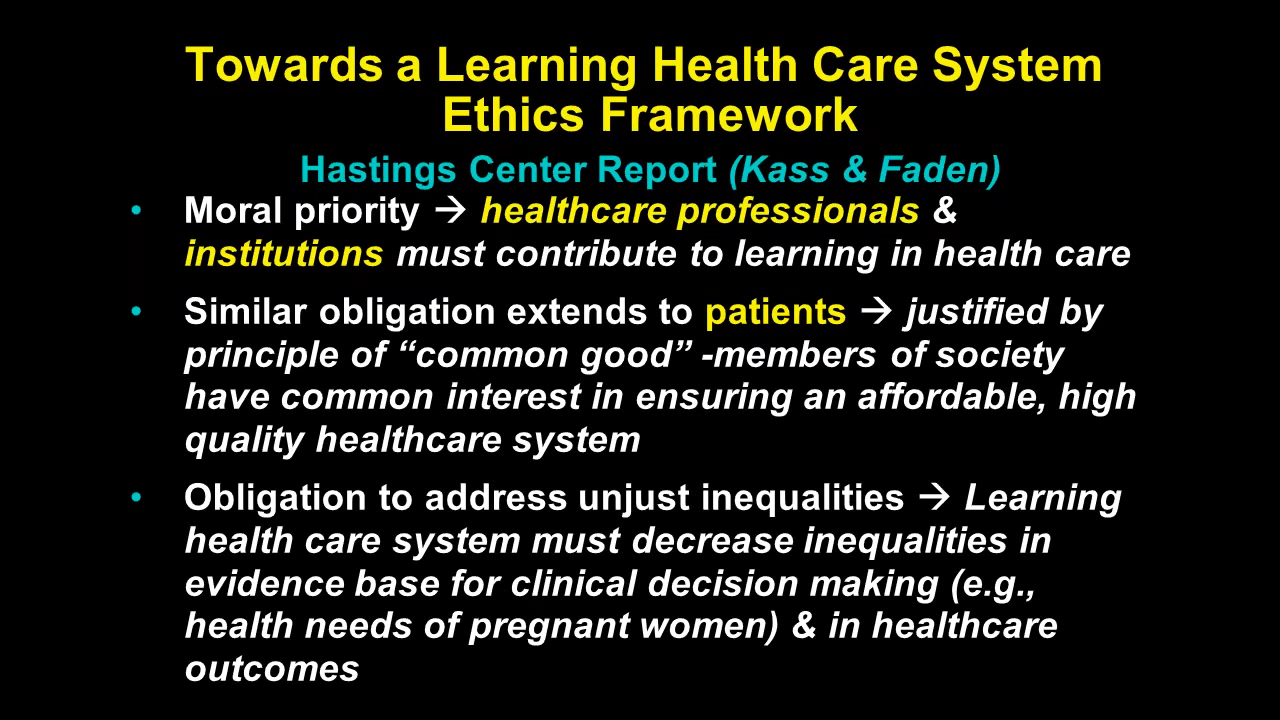 Towards a Learning Health Care System
Ethics Framework
Hastings Center Report (Kass & Faden)
• Moral priority → healthcare professionals &
institutions must contribute to learning in health care
• Similar obligation extends to patients → justified by
principle of “common good” -members of society
have common interest in ensuring an affordable, high
quality healthcare system
• Obligation to address unjust inequalities → Learning
health care system must decrease inequalities in
evidence base for clinical decision making (e.g.,
health needs of pregnant women) & in healthcare
outcomes